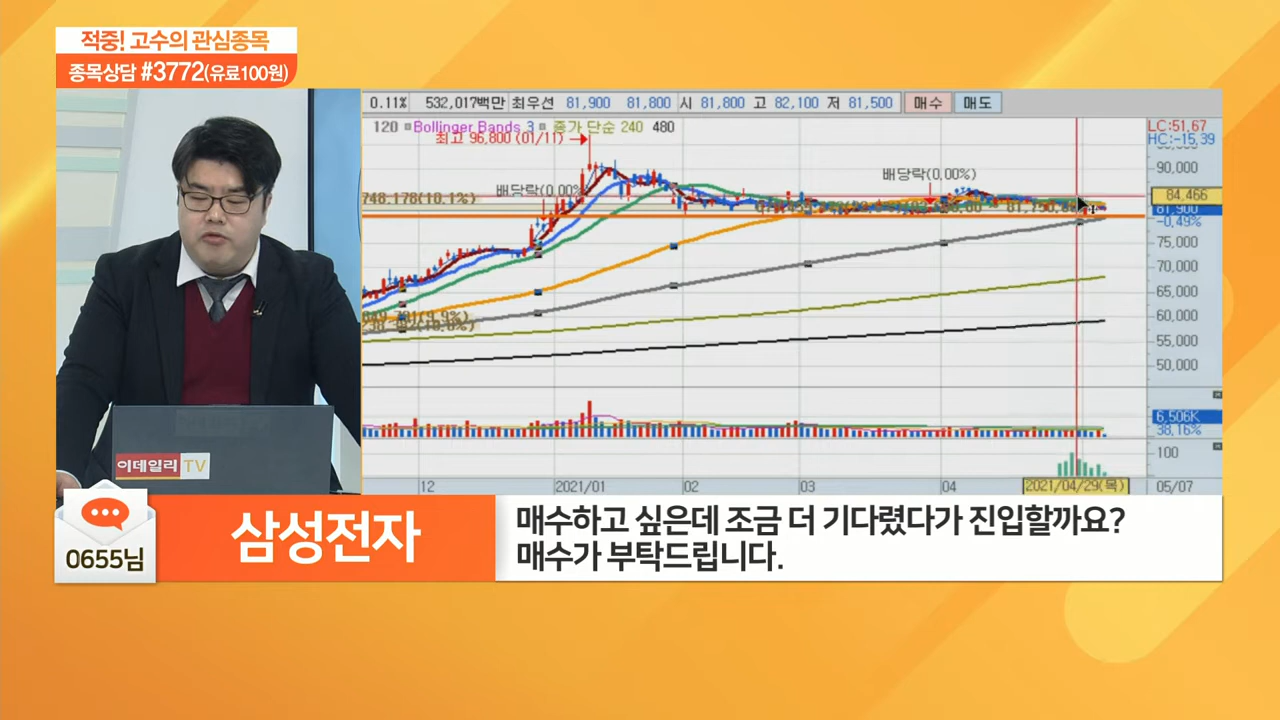 적중! 고수의 관심종목
종목상담 #3772(유료100원)
0.11% 532,017백만 최우선 81,900 81,800 시 81,800 고 82,100 저 81,500 매수 매도
120 Bollinger Bands 3 종가 단순 240 480
LC:51.67
최고 96,800 (01/11)
HC:-15.39
90,000
배당락(0.00%)
배당락(0,00%)
748,178(10.1%)
84,466
81,900
-0.49%
75,000
70,000
65,000
60,000
55,000
50,000
6,506K
38,16%
100
12 2021/01 02 03 04 2021/04/29(목) 05/07
이데일리 TV
0655님
삼성전자
매수하고 싶은데 조금 더 기다렸다가 진입할까요?
매수가 부탁드립니다.